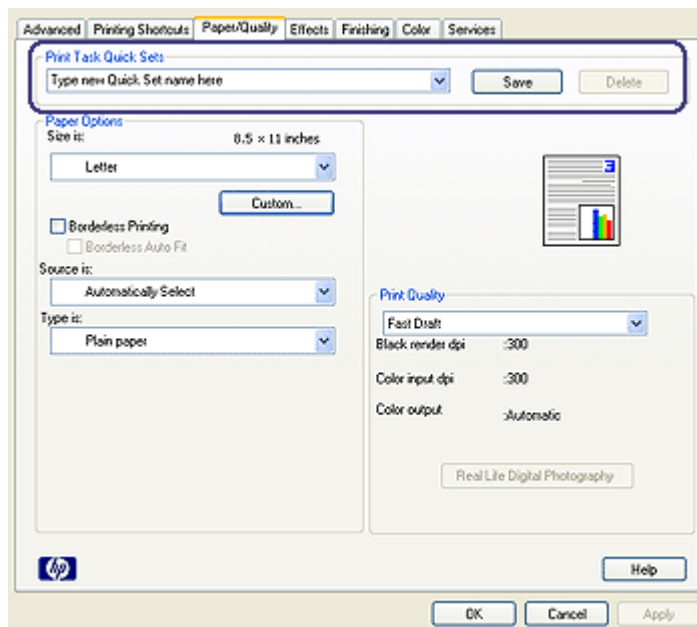 Advanced Printing Shortcuts Paper/Quality Effects Finishing Color Services
Print Task Quick Sets
Type new Quick Set name here Save Delete
Paper Options
Size is: 8.5 × 11 inches
Letter
Custom...
Borderless Printing
Borderless Auto Fit
Source is:
Automatically Select
Type is:
Plain paper
3
Print Quality
Fast Draft
Black render dpi :300
Color input dpi :300
Color output :Automatic
Real Life Digital Photography
hp
Help
OK Cancel Apply